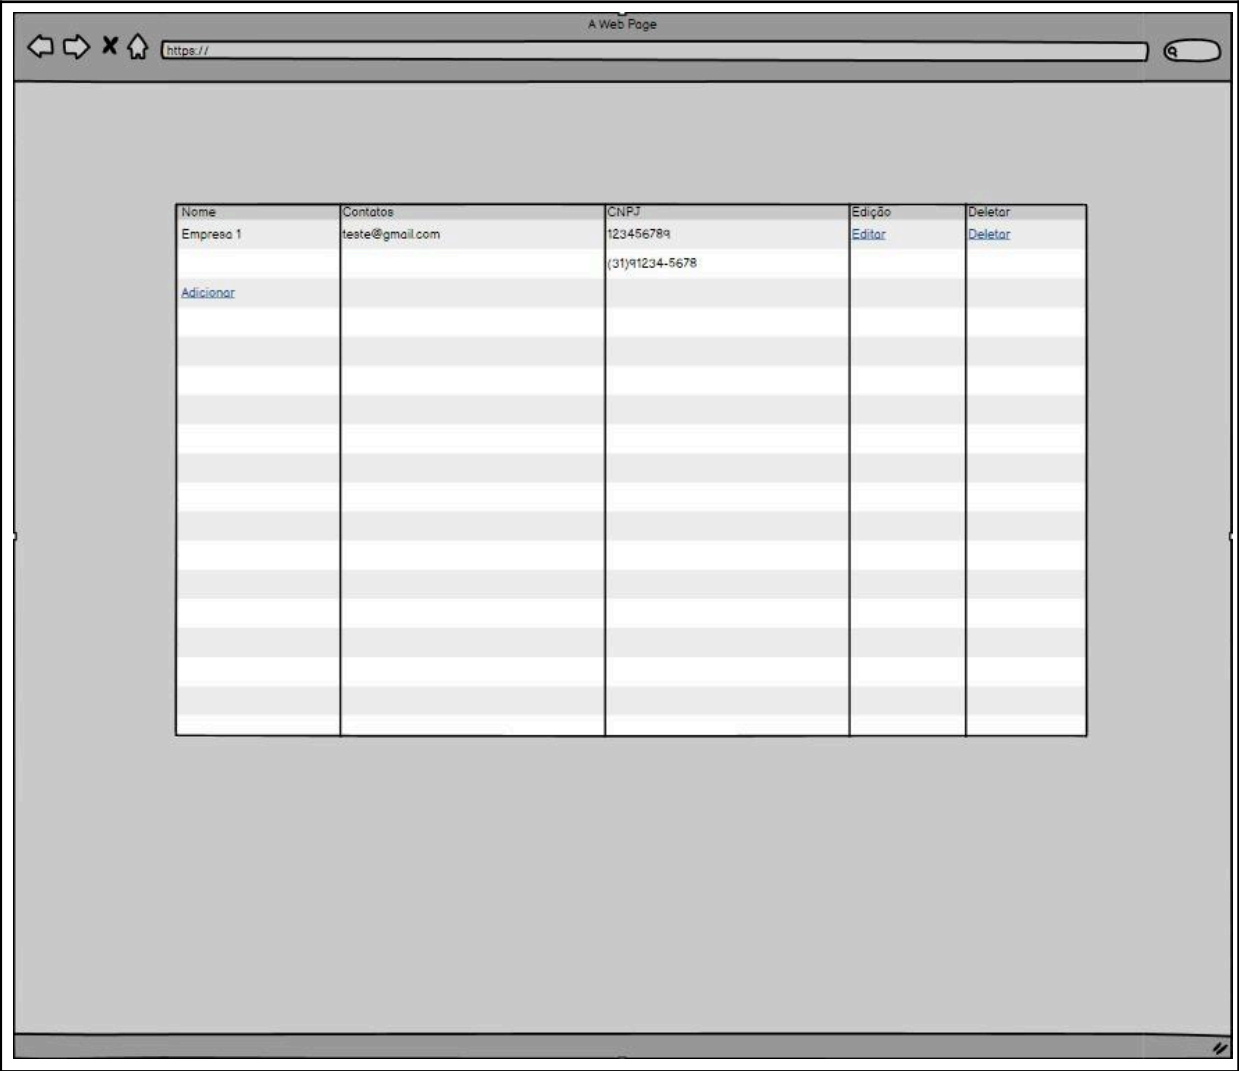 A Web Page
https://
Nome Contatos CNPJ Edição Deletar
Empresa 1 teste@gmail.com 123456789 Editar Deletar
(31)91234-5678
Adicionar